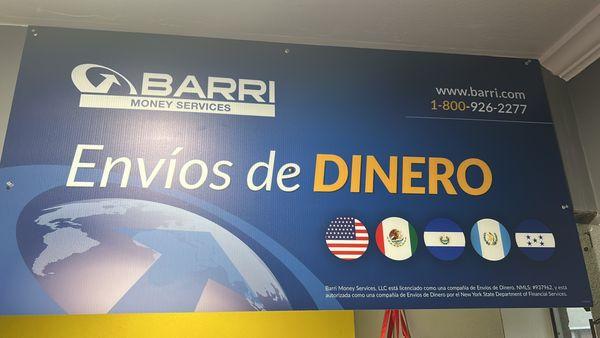 BARRI
MONEY SERVICES
www.barri.com
1-800-926-2277
Envíos de DINERO
Barri Money Services, LLC está licenciado como una compañía de Envíos de Dinero. NMLS: #937962, y esta
autorizada como una compañía de Envíos de Dinero por el New York State Department of Financial Services.